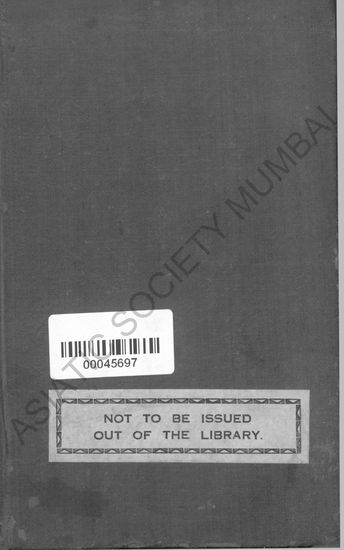 ASIATIC SOCIETY MUMBAI
00045697
NOT TO BE ISSUED
OUT OF THE LIBRARY.